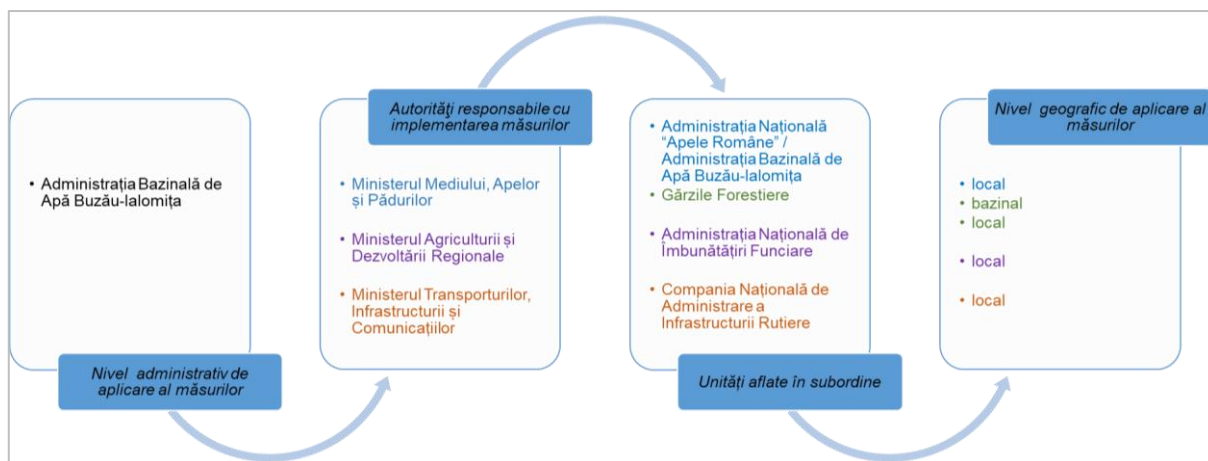 • Administrația Bazinală de
Apă Buzău-Ialomița
Nivel administrativ de
aplicare al măsurilor
Autorități responsabile cu
implementarea măsurilor
• Ministerul Mediului, Apelor
și Pădurilor
• Ministerul Agriculturii și
Dezvoltării Regionale
• Ministerul Transporturilor,
Infrastructurii și
Comunicațiilor
• Administrația Națională
“Apele Române” /
Administrația Bazinală de
Apă Buzău-Ialomița
• Gărzile Forestiere
• Administrația Națională de
Îmbunătățiri Funciare
• Compania Națională de
Administrare a
Infrastructurii Rutiere
Unități aflate în subordine
Nivel geografic de aplicare al
măsurilor
• local
• bazinal
• local
• local
• local